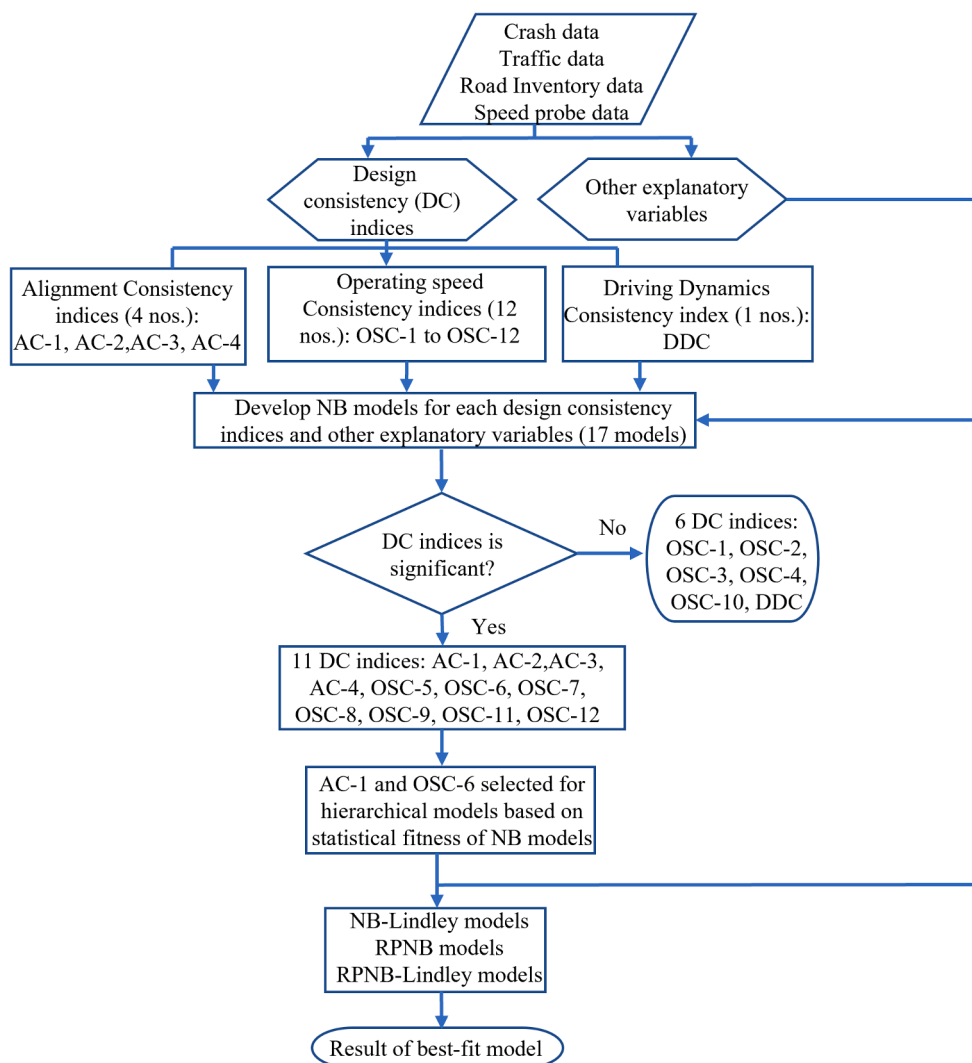 Crash data
Traffic data
Road Inventory data
Speed probe data
Design
consistency (DC)
indices
Other explanatory
variables
Alignment Consistency
indices (4 nos.):
AC-1, AC-2,AC-3, AC-4
Operating speed
Consistency indices (12
nos.): OSC-1 to OSC-12
Driving Dynamics
Consistency index (1 nos.):
DDC
Develop NB models for each design consistency
indices and other explanatory variables (17 models)
DC indices is
significant?
No
6 DC indices:
OSC-1, OSC-2,
OSC-3, OSC-4,
OSC-10, DDC
Yes
11 DC indices: AC-1, AC-2,AC-3,
AC-4, OSC-5, OSC-6, OSC-7,
OSC-8, OSC-9, OSC-11, OSC-12
AC-1 and OSC-6 selected for
hierarchical models based on
statistical fitness of NB models
NB-Lindley models
RPNB models
RPNB-Lindley models
Result of best-fit model